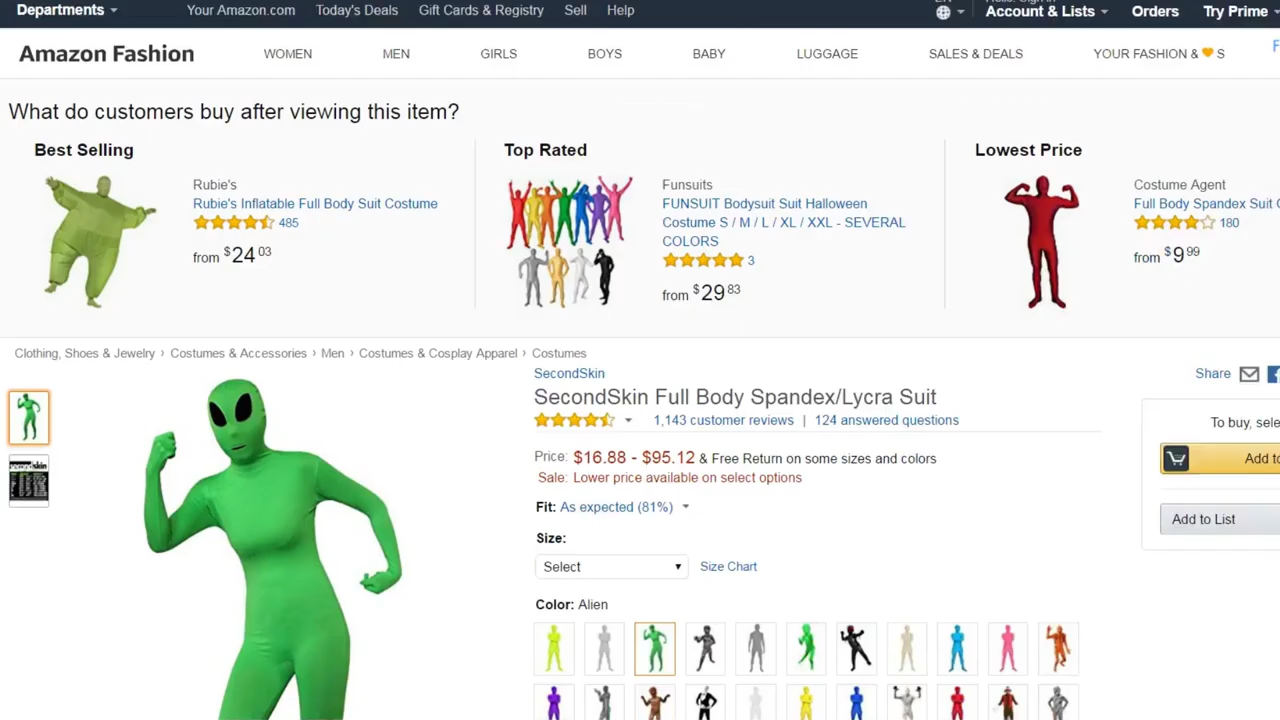 Departments
Your Amazon.com
Today's Deals
Gift Cards & Registry
Sell
Help
Account & Lists
Orders
Try Prime
Amazon Fashion
WOMEN
MEN
GIRLS
BOYS
BABY
LUGGAGE
SALES & DEALS
YOUR FASHION & S
What do customers buy after viewing this item?
Best Selling
Rubie's
Rubie's Inflatable Full Body Suit Costume
485
from $24 03
Top Rated
Funsuits
FUNSUIT Bodysuit Suit Halloween
Costume S / M / L / XL / XXL - SEVERAL
COLORS
3
from $29 83
Lowest Price
Costume Agent
Full Body Spandex Suit
180
from $9 99
Clothing, Shoes & Jewelry › Costumes & Accessories › Men › Costumes & Cosplay Apparel › Costumes
SecondSkin
SecondSkin Full Body Spandex/Lycra Suit
1,143 customer reviews | 124 answered questions
Price: $16.88 - $95.12 & Free Return on some sizes and colors
Sale: Lower price available on select options
Fit: As expected (81%)
Size:
Select
Size Chart
Color: Alien
Share
To buy,
Add
Add to List